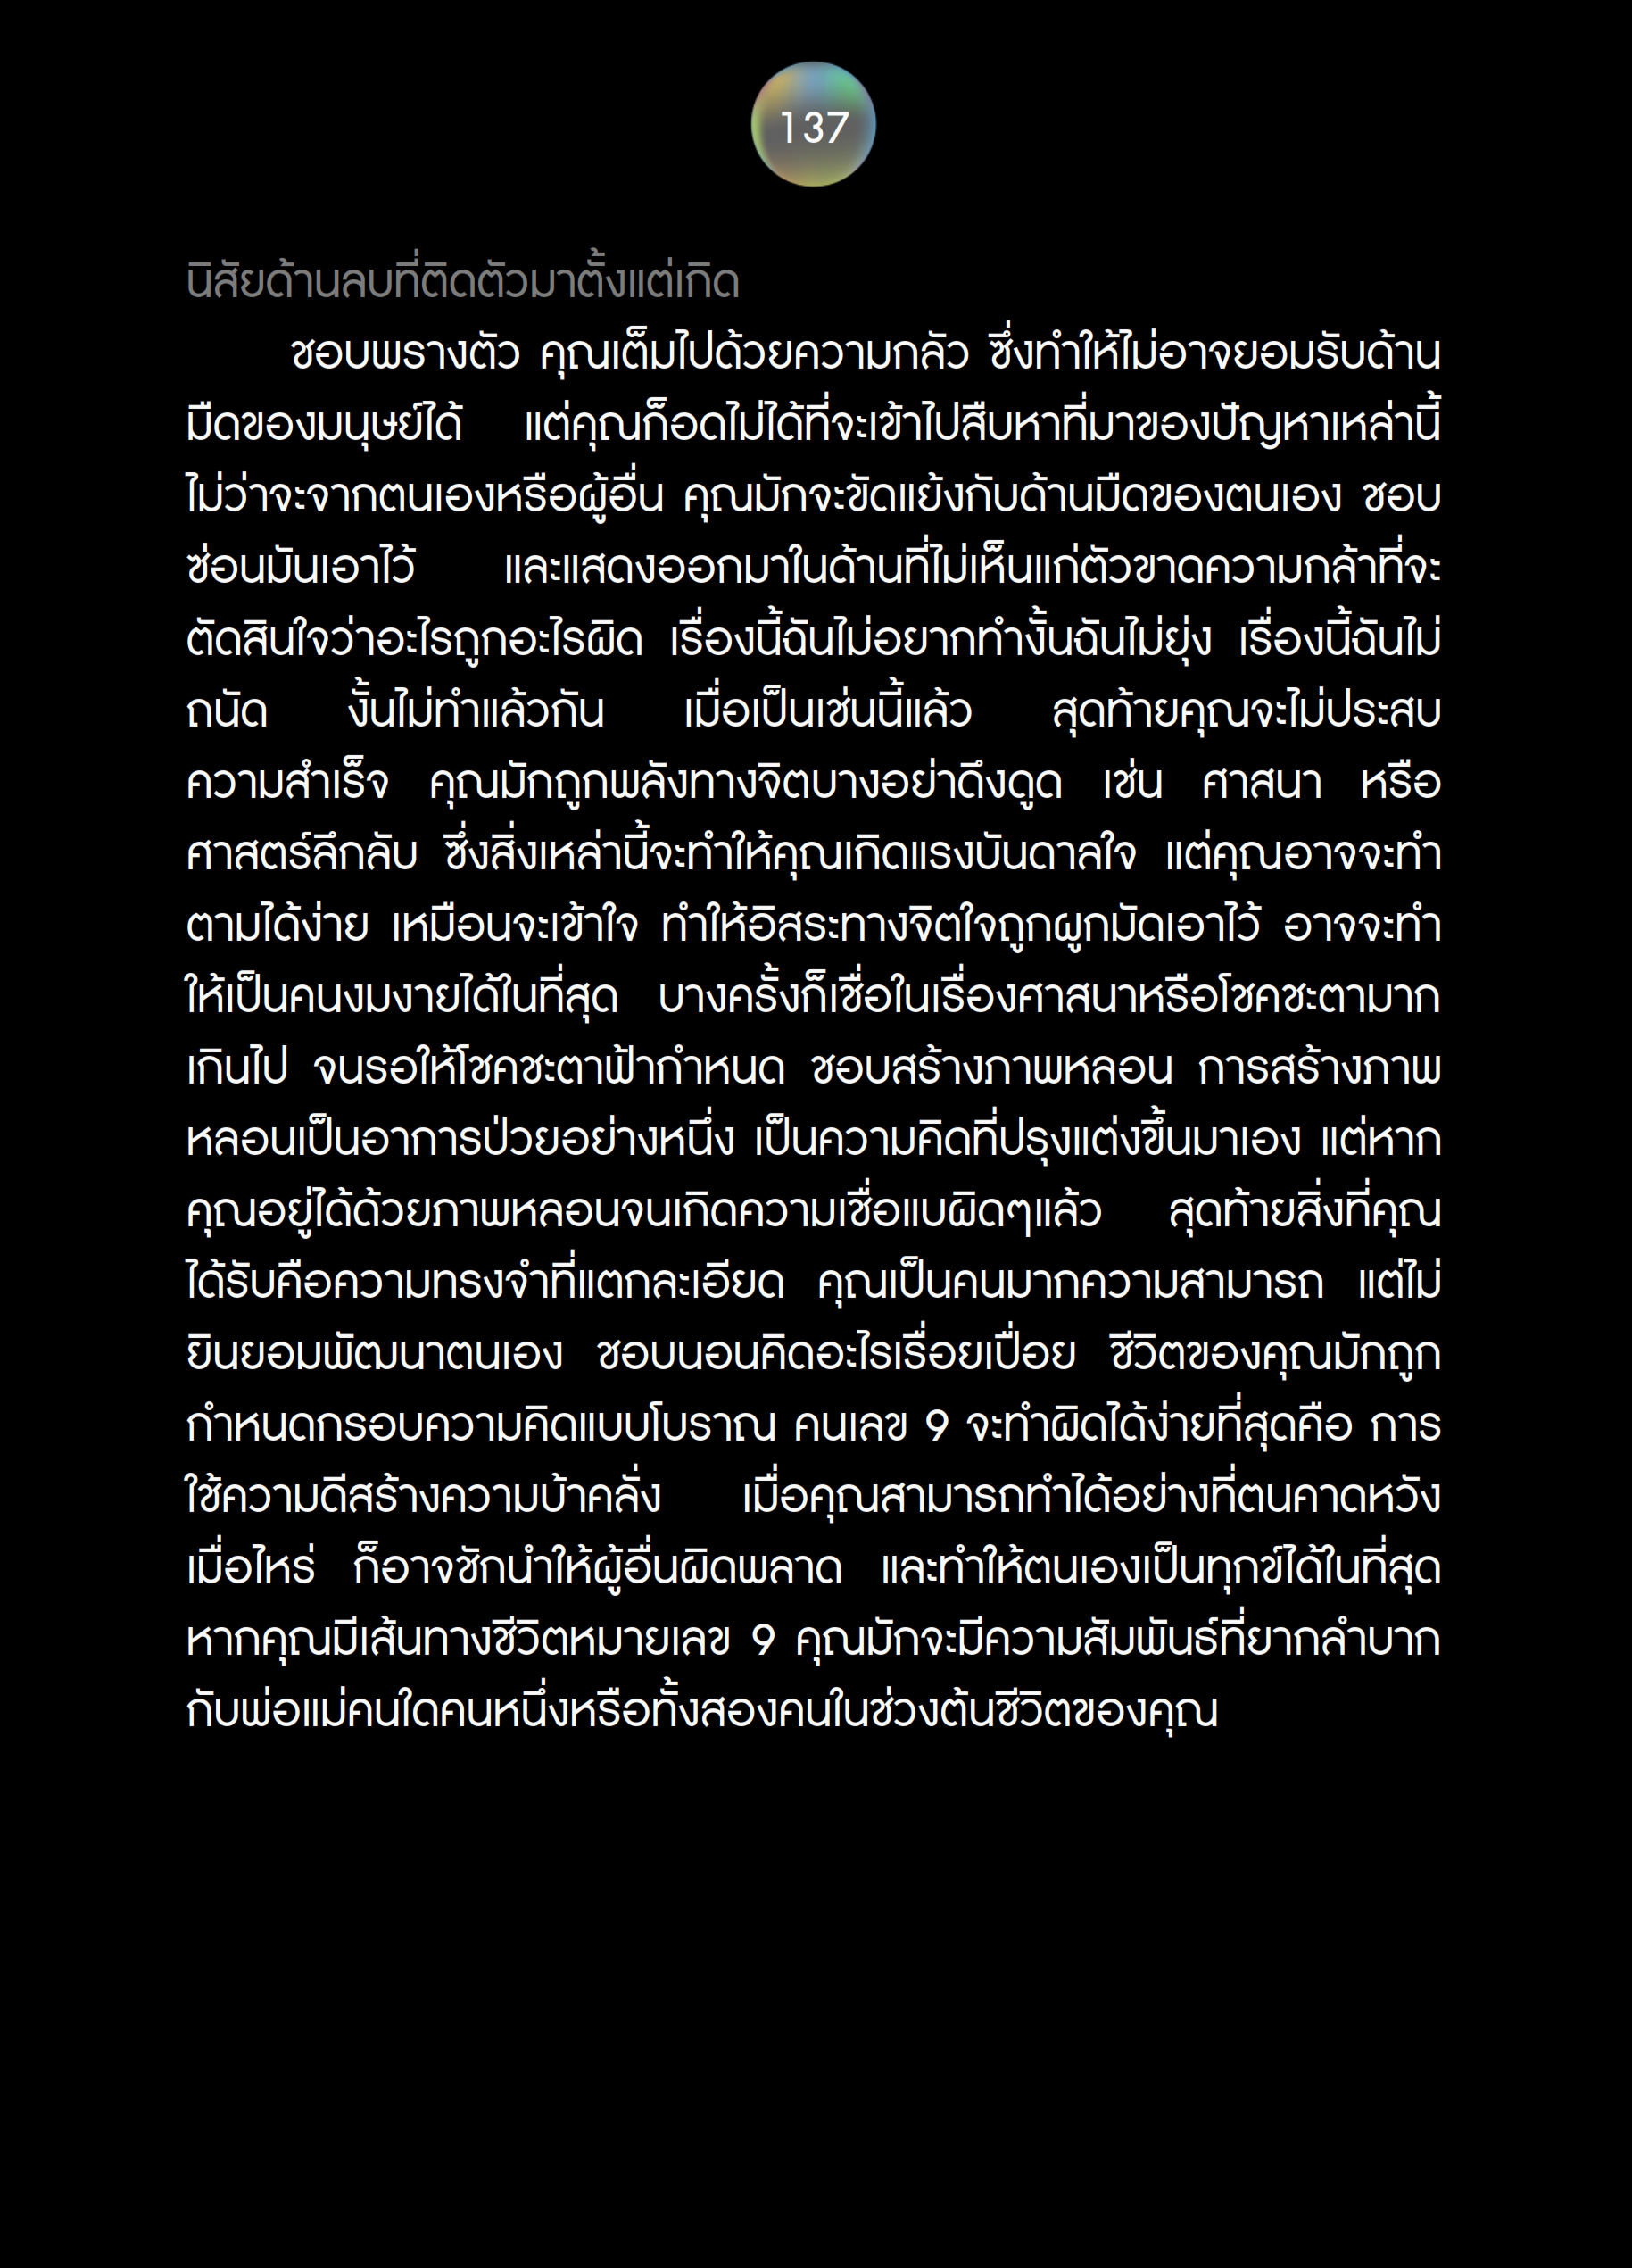 137
นิสัยด้านลบที่ติดตัวมาตั้งแต่เกิด
ชอบพรางตัว คุณเต็มไปด้วยความกลัว ซึ่งทำให้ไม่อาจยอมรับด้าน
มืดของมนุษย์ได้ แต่คุณก็อดไม่ได้ที่จะเข้าไปสืบหาที่มาของปัญหาเหล่านี้
ไม่ว่าจะจากตนเองหรือผู้อื่น คุณมักจะขัดแย้งกับด้านมืดของตนเอง ชอบ
ซ่อนมันเอาไว้ และแสดงออกมาในด้านที่ไม่เห็นแก่ตัวขาดความกล้าที่จะ
ตัดสินใจว่าอะไรถูกอะไรผิด เรื่องนี้ฉันไม่อยากทำงั้นฉันไม่ยุ่ง เรื่องนี้ฉันไม่
ถนัด งั้นไม่ทำแล้วกัน เมื่อเป็นเช่นนี้แล้ว สุดท้ายคุณจะไม่ประสบ
ความสำเร็จ คุณมักถูกพลังทางจิตบางอย่าดึงดูด เช่น ศาสนา หรือ
ศาสตร์ลึกลับ ซึ่งสิ่งเหล่านี้จะทำให้คุณเกิดแรงบันดาลใจ แต่คุณอาจจะทำ
ตามได้ง่าย เหมือนจะเข้าใจ ทำให้อิสระทางจิตใจถูกผูกมัดเอาไว้ อาจจะทำ
ให้เป็นคนงมงายได้ในที่สุด บางครั้งก็เชื่อในเรื่องศาสนาหรือโชคชะตามาก
เกินไป จนรอให้โชคชะตาฟ้ากำหนด ชอบสร้างภาพหลอน การสร้างภาพ
หลอนเป็นอาการป่วยอย่างหนึ่ง เป็นความคิดที่ปรุงแต่งขึ้นมาเอง แต่หาก
คุณอยู่ได้ด้วยภาพหลอนจนเกิดความเชื่อแบผิดๆแล้ว สุดท้ายสิ่งที่คุณ
ได้รับคือความทรงจำที่แตกละเอียด คุณเป็นคนมากความสามารถ แต่ไม่
ยินยอมพัฒนาตนเอง ชอบนอนคิดอะไรเรื่อยเปื่อย ชีวิตของคุณมักถูก
กำหนดกรอบความคิดแบบโบราณ คนเลข 9 จะทำผิดได้ง่ายที่สุดคือ การ
ใช้ความดีสร้างความบ้าคลั่ง เมื่อคุณสามารถทำได้อย่างที่ตนคาดหวัง
เมื่อไหร่ ก็อาจชักนำให้ผู้อื่นผิดพลาด และทำให้ตนเองเป็นทุกข์ได้ในที่สุด
หากคุณมีเส้นทางชีวิตหมายเลข 9 คุณมักจะมีความสัมพันธ์ที่ยากลำบาก
กับพ่อแม่คนใดคนหนึ่งหรือทั้งสองคนในช่วงต้นชีวิตของคุณ